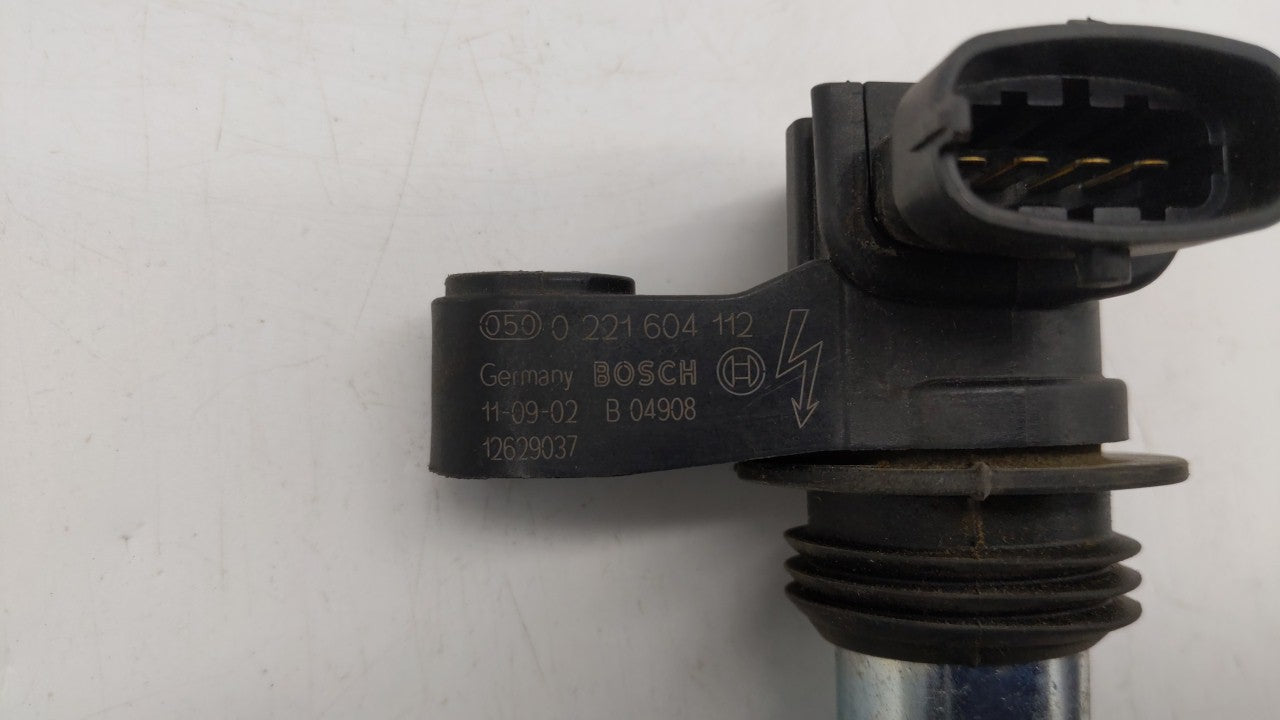 050 0 221 604 112
Germany BOSCH
11-09-02 B 04908
12629037